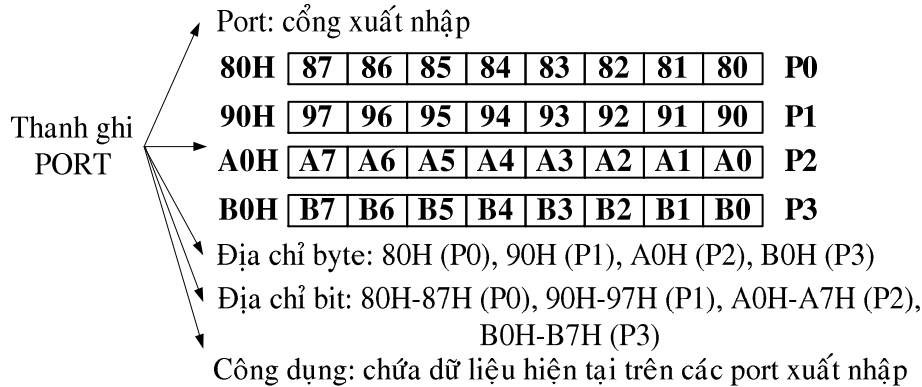 Port: cổng xuất nhập
80H 87 86 85 84 83 82 81 80 P0
90H 97 96 95 94 93 92 91 90 P1
Thanh ghi
PORT
A0H A7 A6 A5 A4 A3 A2 A1 A0 P2
B0H B7 B6 B5 B4 B3 B2 B1 B0 P3
Địa chỉ byte: 80H (P0), 90H (P1), A0H (P2), B0H (P3)
Địa chỉ bit: 80H-87H (P0), 90H-97H (P1), A0H-A7H (P2),
B0H-B7H (P3)
Công dụng: chứa dữ liệu hiện tại trên các port xuất nhập